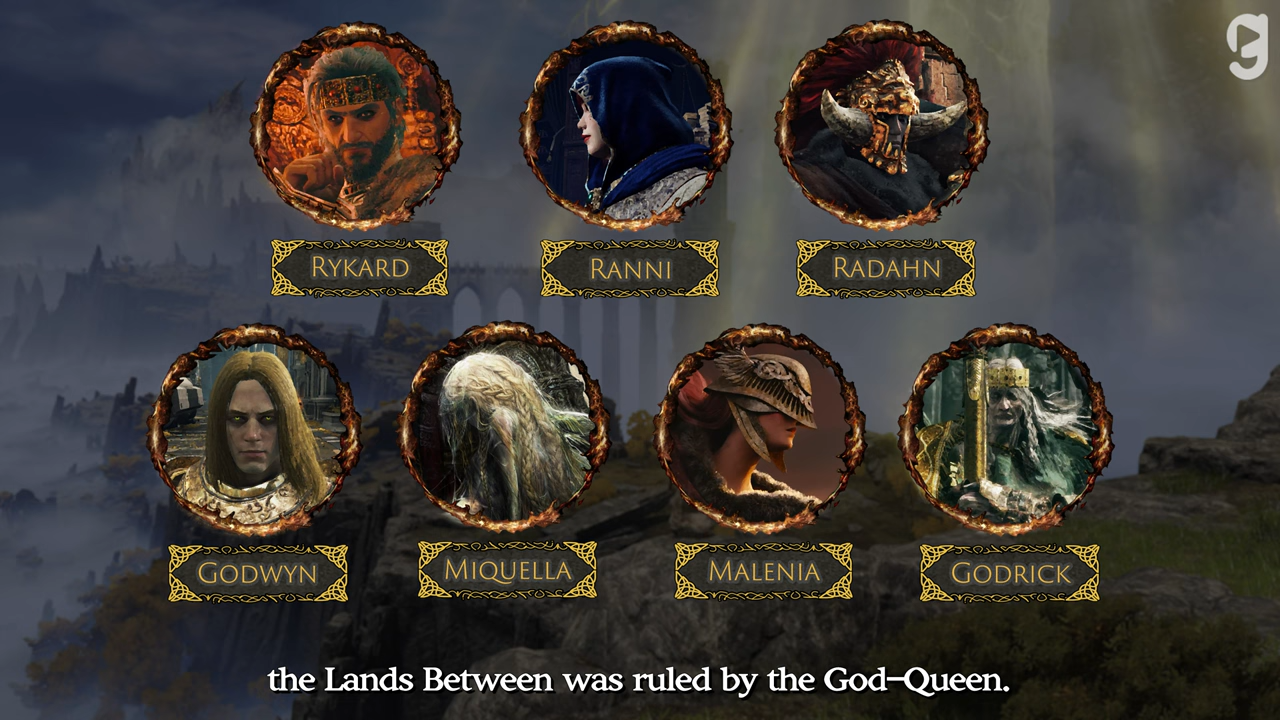 RYKARD
RANNI
RADAHN
GODWYN
MIQUELLA
MALENIA
GODRICK
the Lands Between was ruled by the God-Queen.